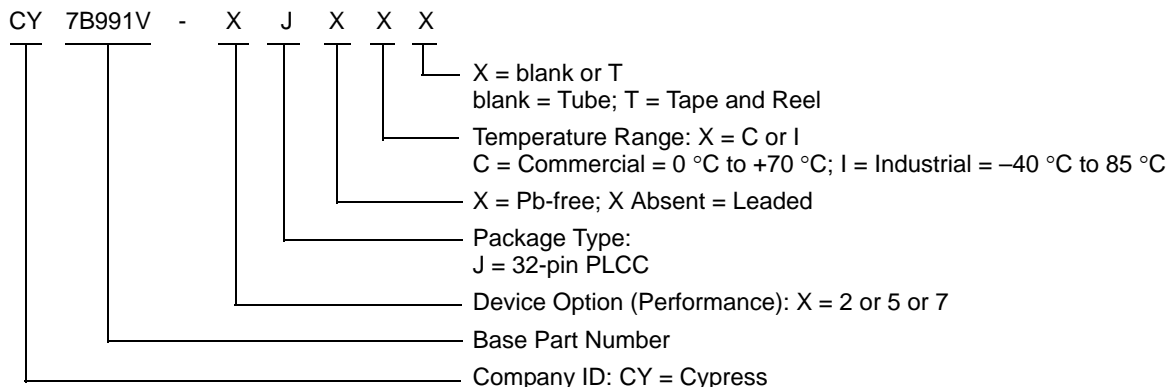 CY 7B991V - X J X X X
X = blank or T
blank = Tube; T = Tape and Reel
Temperature Range: X = C or I
C = Commercial = 0 °C to +70 °C; I = Industrial = –40 °C to 85 °C
X = Pb-free; X Absent = Leaded
Package Type:
J = 32-pin PLCC
Device Option (Performance): X = 2 or 5 or 7
Base Part Number
Company ID: CY = Cypress